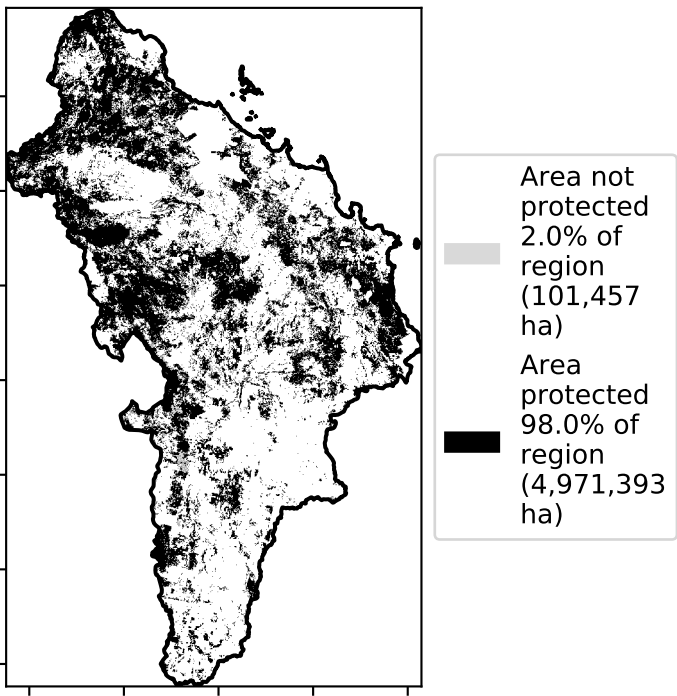 Area not
protected
2.0% of
region
(101,457
ha)
Area
protected
98.0% of
region
(4,971,393
ha)